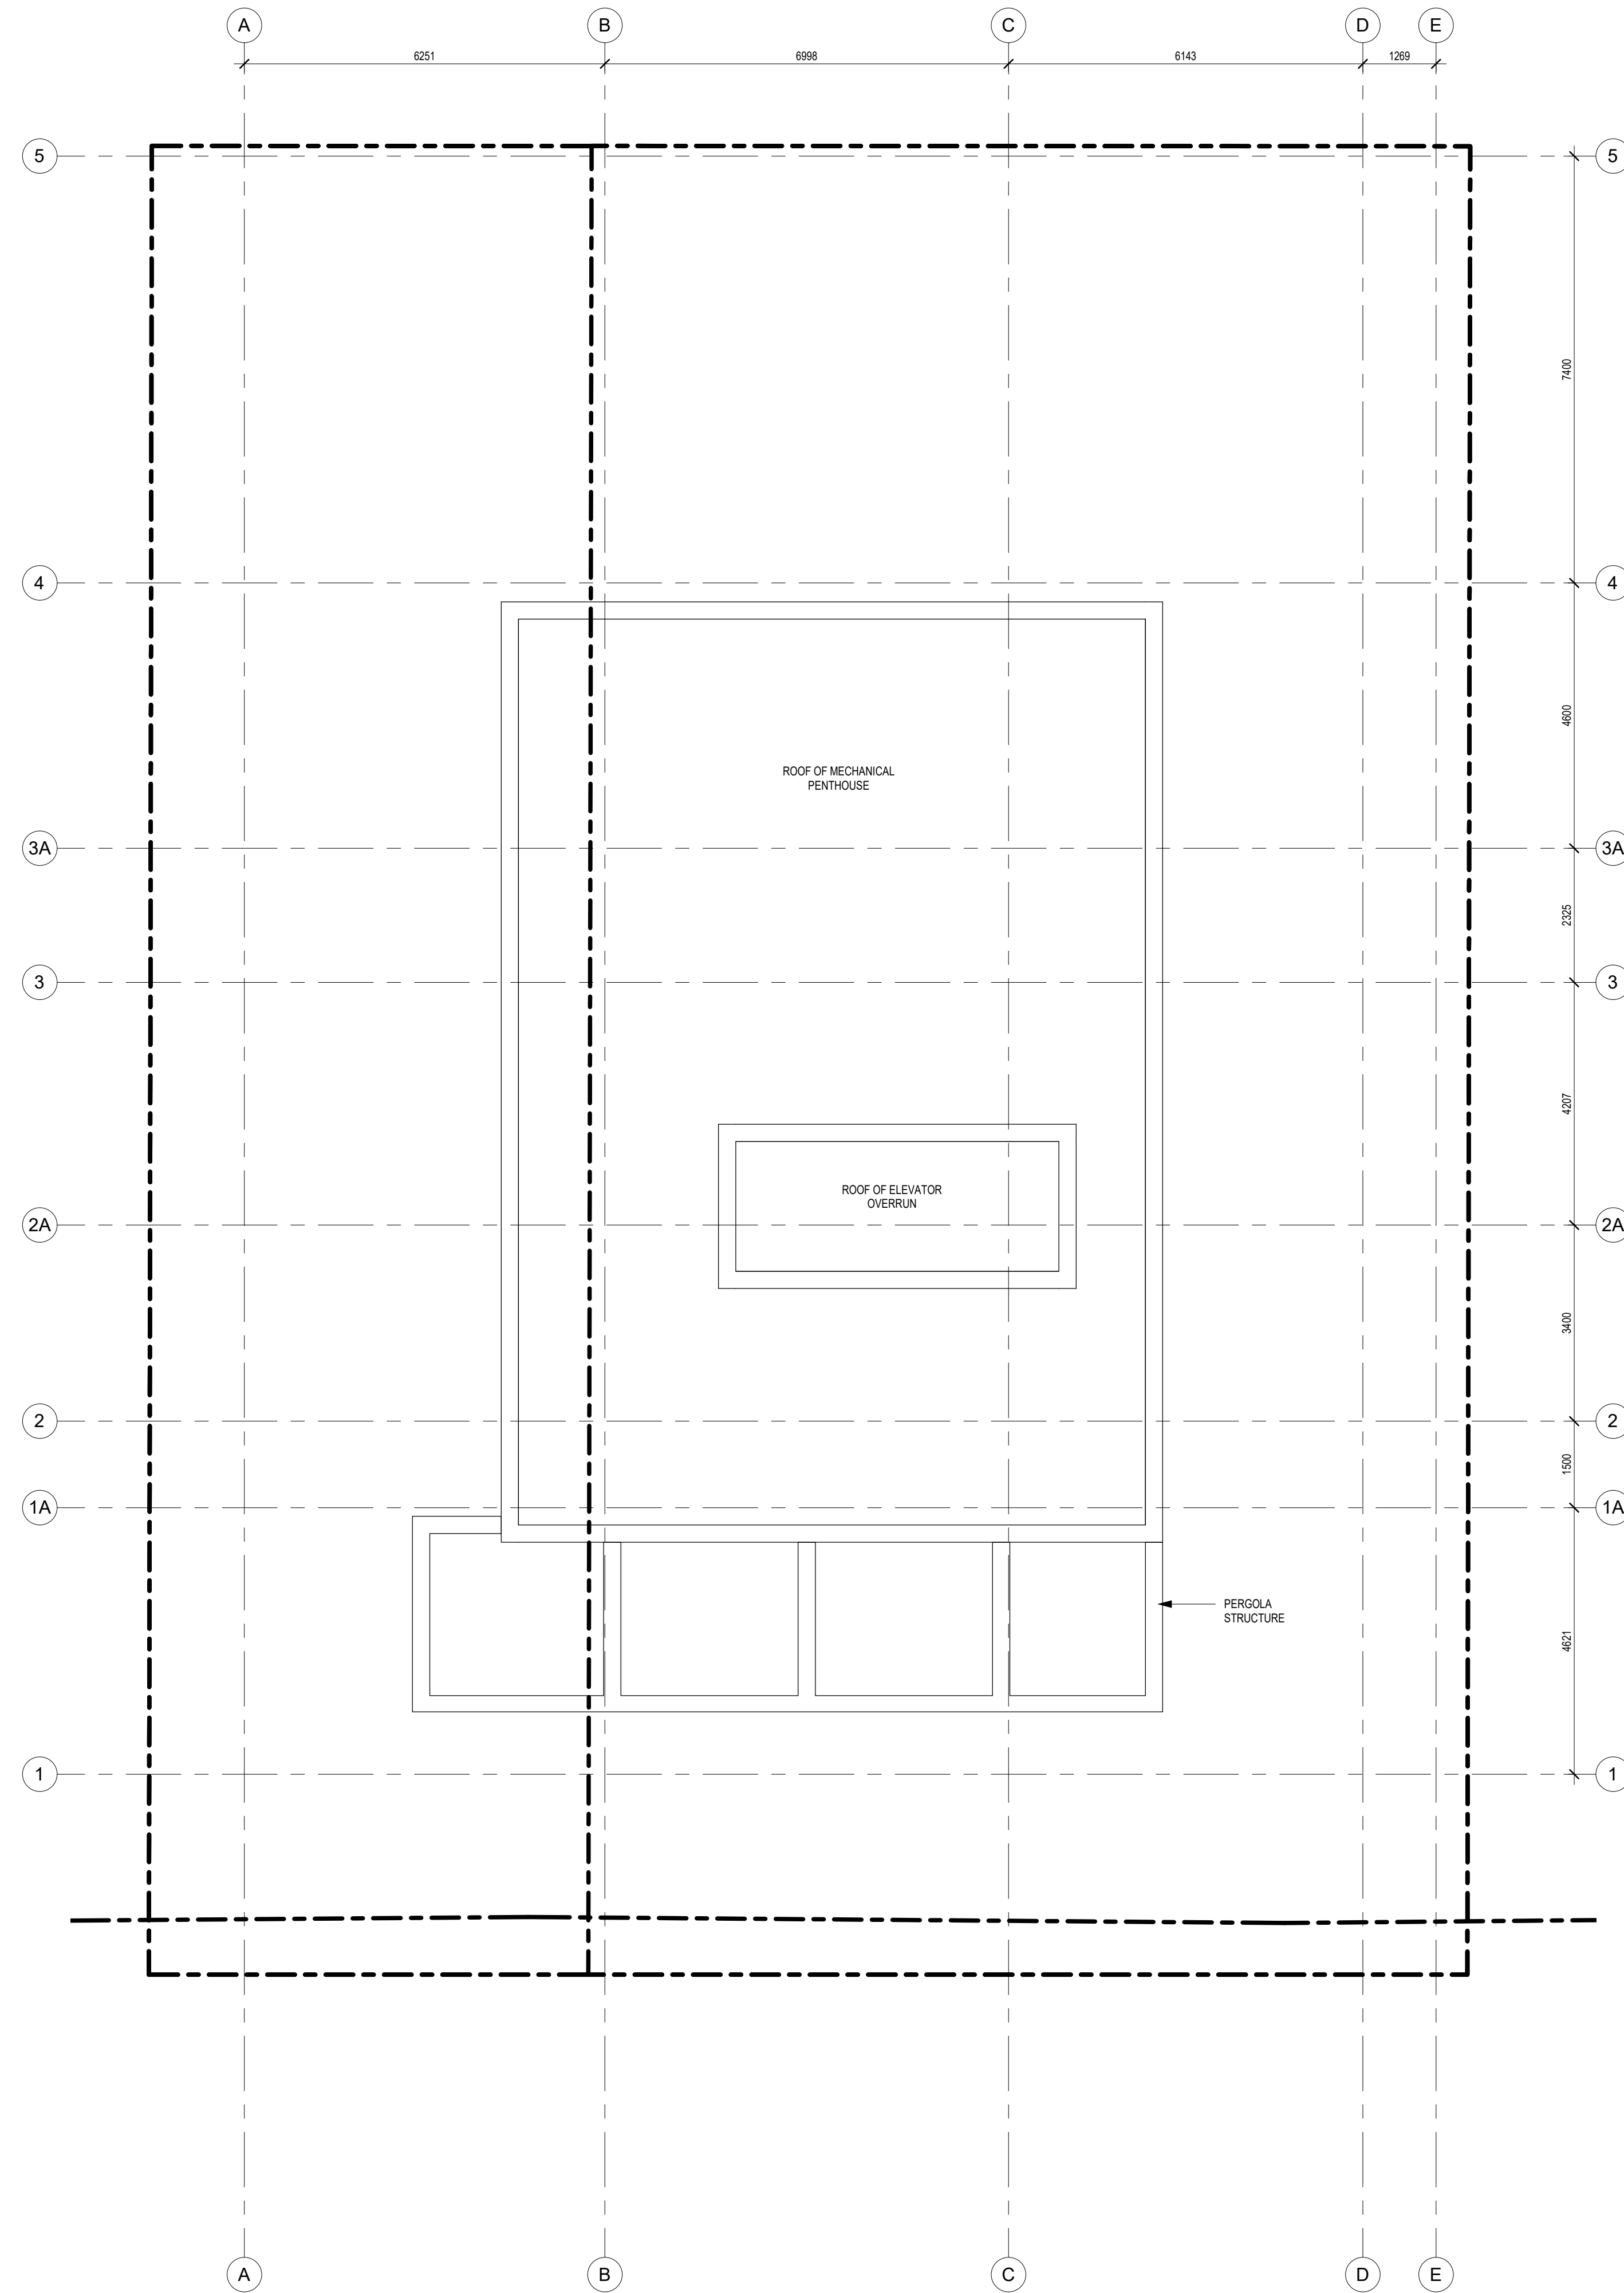 A
B
C
D
E
6251
6998
6143
1269
5
5
7400
4
4
4600
ROOF OF MECHANICAL
PENTHOUSE
3A
3A
2325
3
3
4207
ROOF OF ELEVATOR
OVERRUN
2A
2A
3400
2
2
1500
1A
1A
PERGOLA
STRUCTURE
4621
1
1
A
B
C
D
E